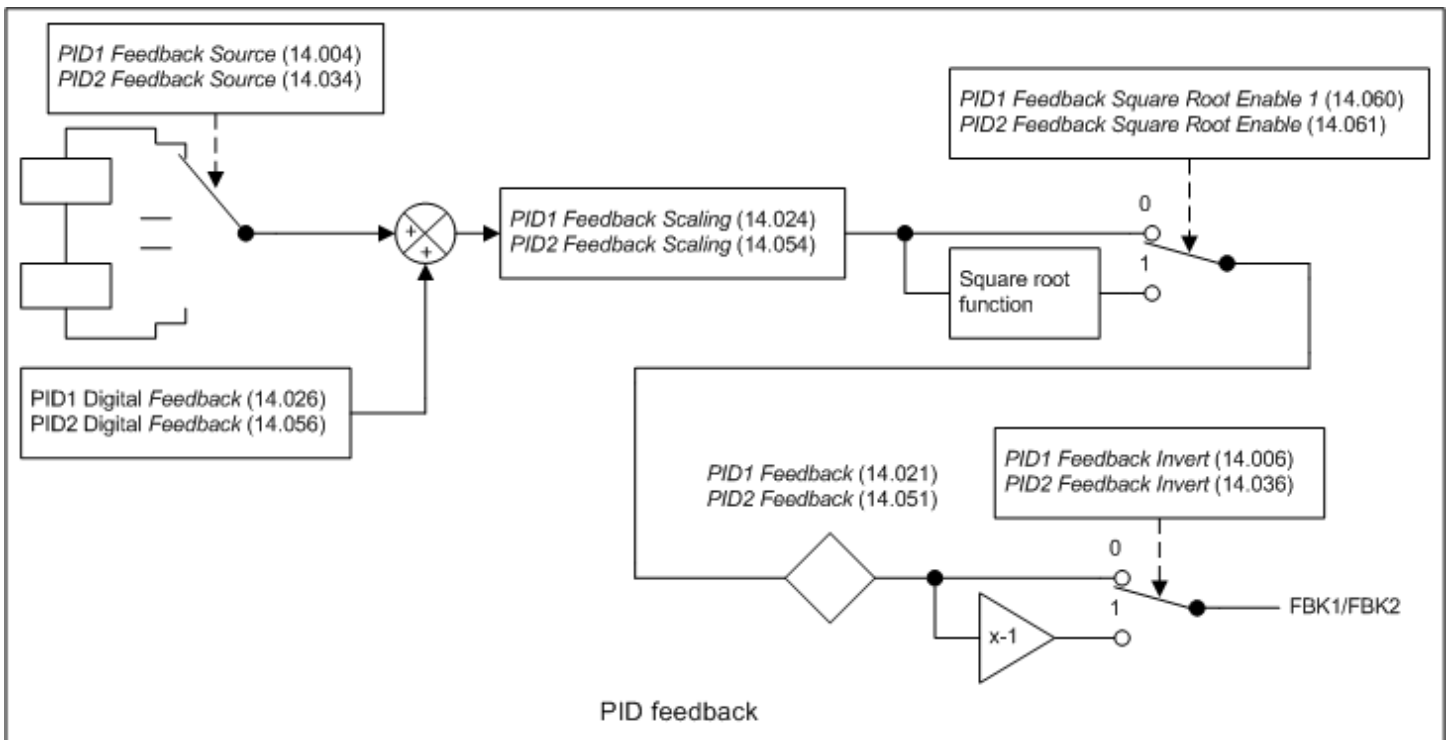 PID1 Feedback Source (14.004)
PID2 Feedback Source (14.034)
PID1 Feedback Square Root Enable 1 (14.060)
PID2 Feedback Square Root Enable (14.061)
+
+
PID1 Feedback Scaling (14.024)
PID2 Feedback Scaling (14.054)
0
1
Square root
function
PID1 Digital Feedback (14.026)
PID2 Digital Feedback (14.056)
PID1 Feedback (14.021)
PID2 Feedback (14.051)
PID1 Feedback Invert (14.006)
PID2 Feedback Invert (14.036)
0
1
x-1
FBK1/FBK2
PID feedback